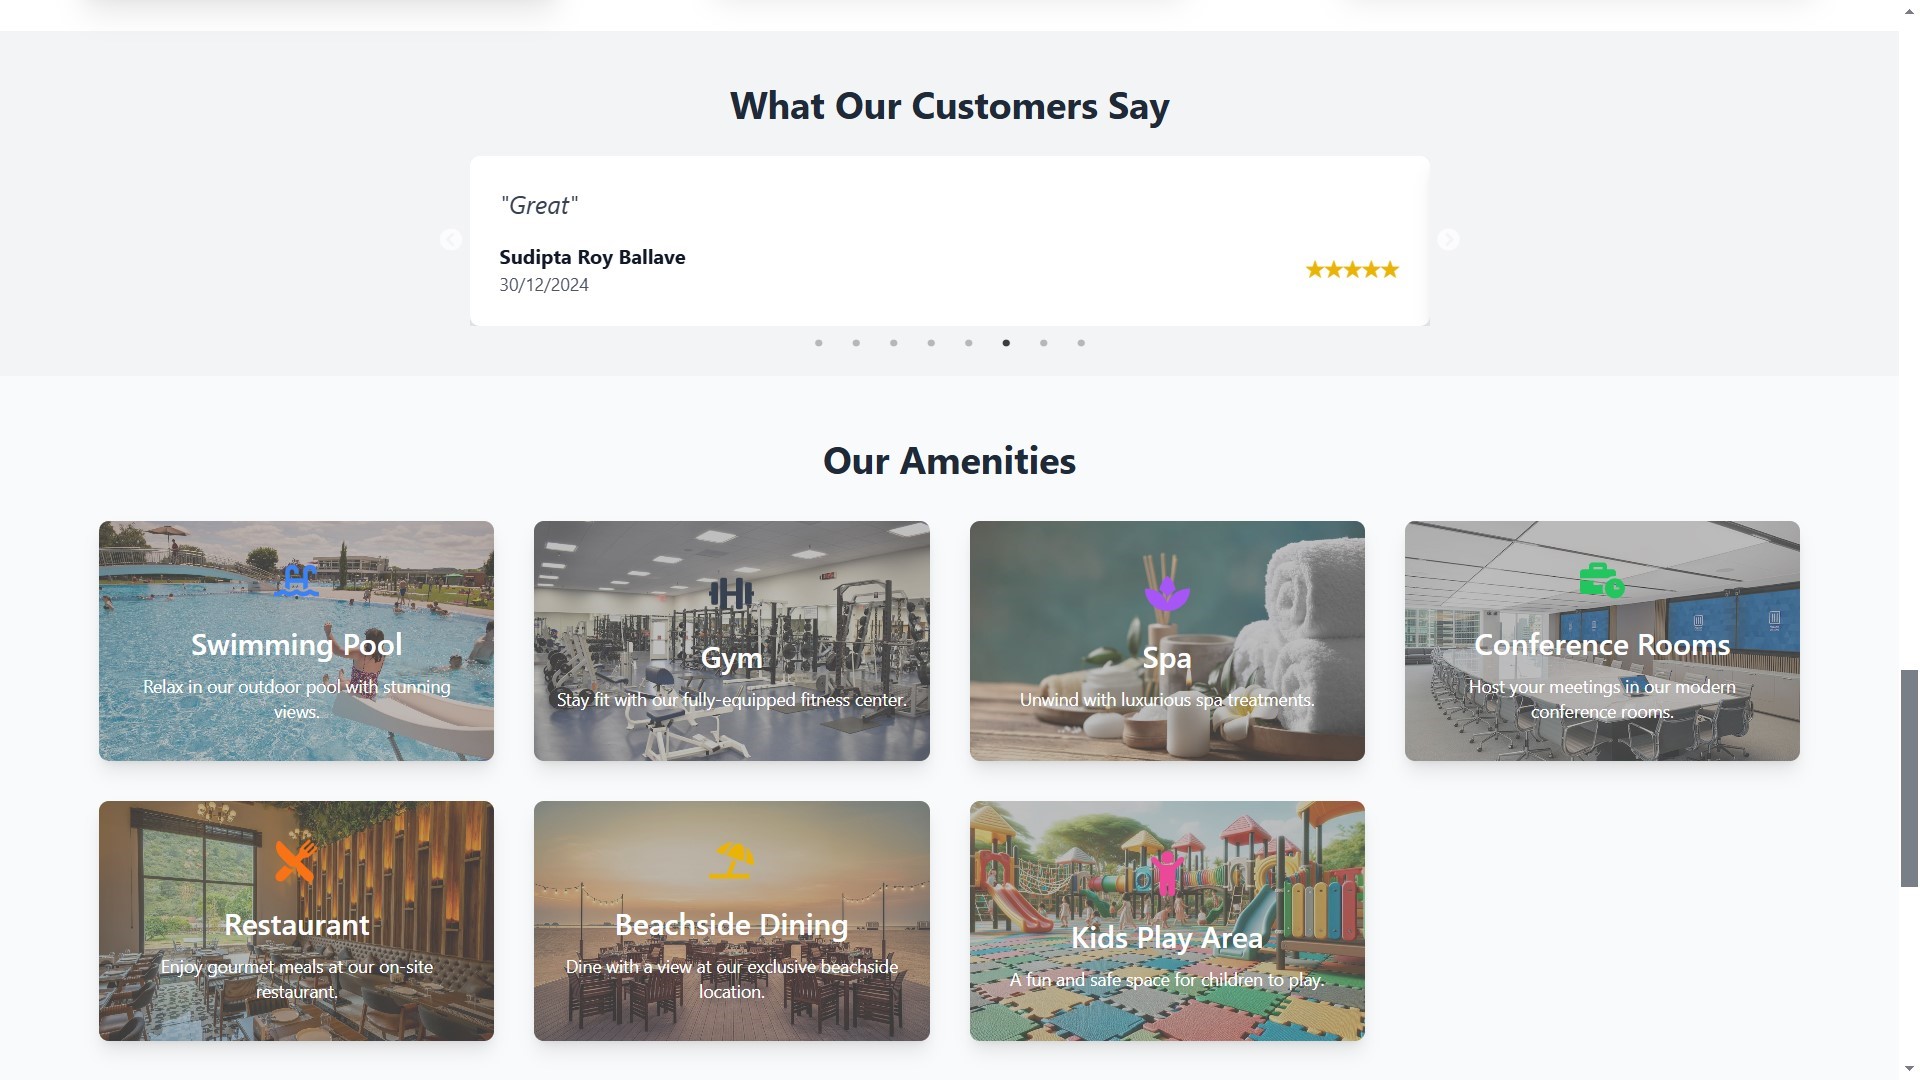 What Our Customers Say
"Great"
Sudipta Roy Ballave
30/12/2024
Our Amenities
Swimming Pool
Relax in our outdoor pool with stunning
views.
Gym
Stay fit with our fully-equipped fitness center.
Spa
Unwind with luxurious spa treatments.
Conference Rooms
Host your meetings in our modern
conference rooms.
Restaurant
Enjoy gourmet meals at our on-site
restaurant.
Beachside Dining
Dine with a view at our exclusive beachside
location.
Kids Play Area
A fun and safe space for children to play.